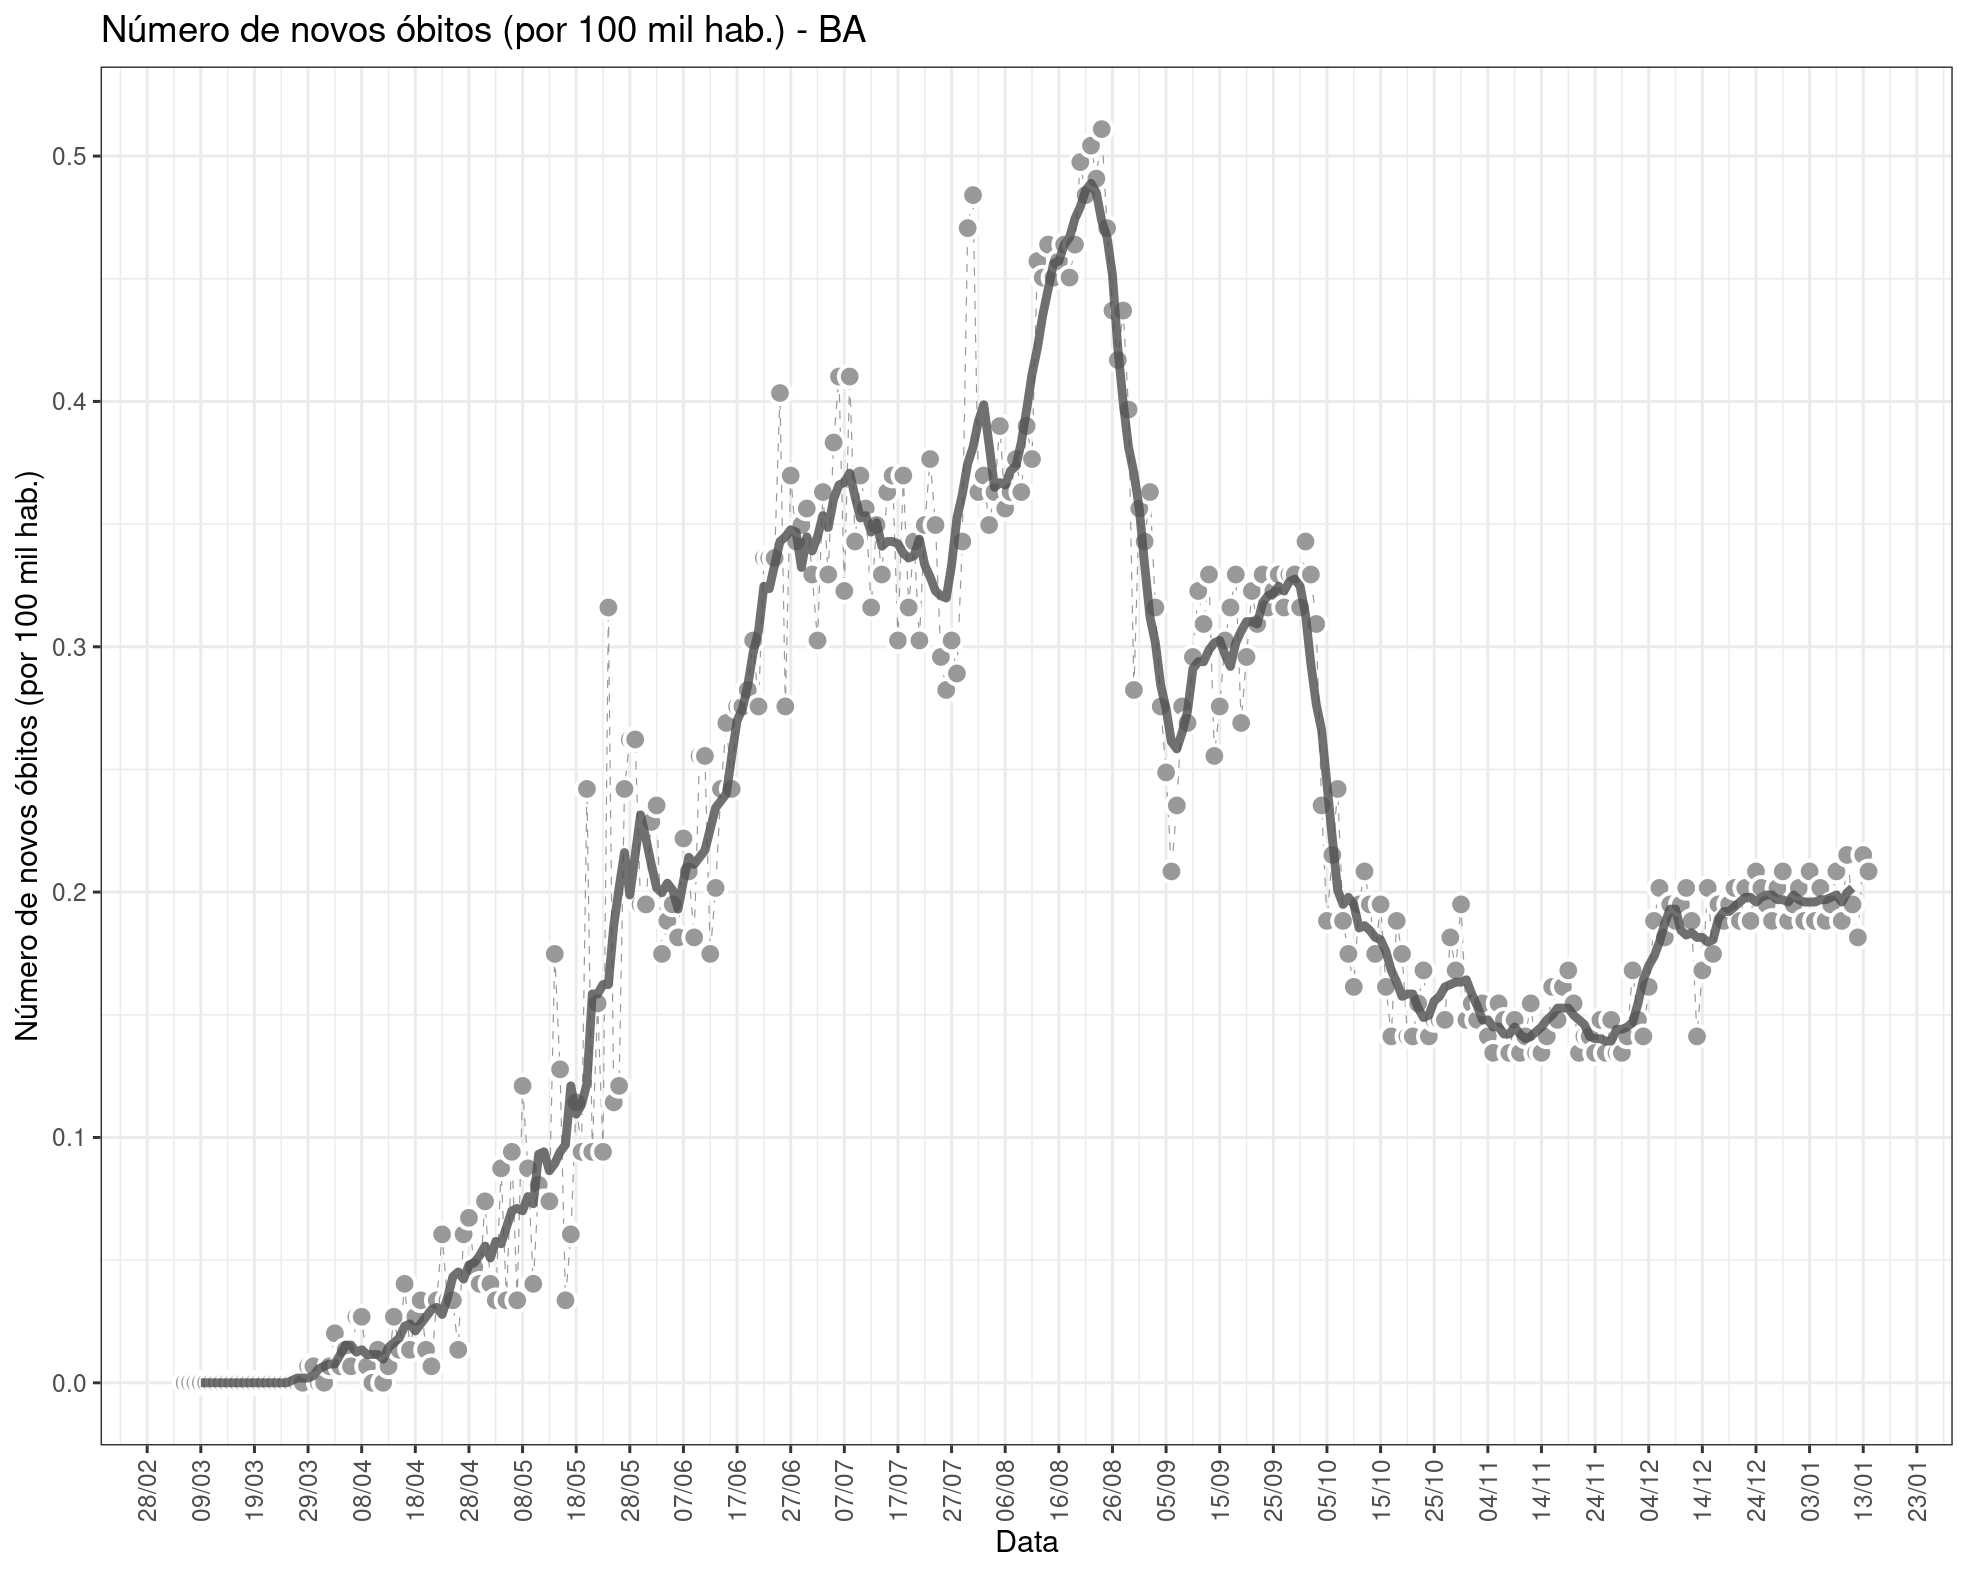 Número de novos óbitos (por 100 mil hab.) - BA
Número de novos óbitos (por 100 mil hab.)
0.5
0.4
0.3
0.2
0.1
0.0
28/02 09/03 19/03 29/03 08/04 18/04 28/04 08/05 18/05 28/05 07/06 17/06 27/06 07/07 17/07 27/07 06/08 16/08 26/08 05/09 15/09 25/09 05/10 15/10 25/10 04/11 14/11 24/11 04/12 14/12 24/12 03/01 13/01 23/01
Data